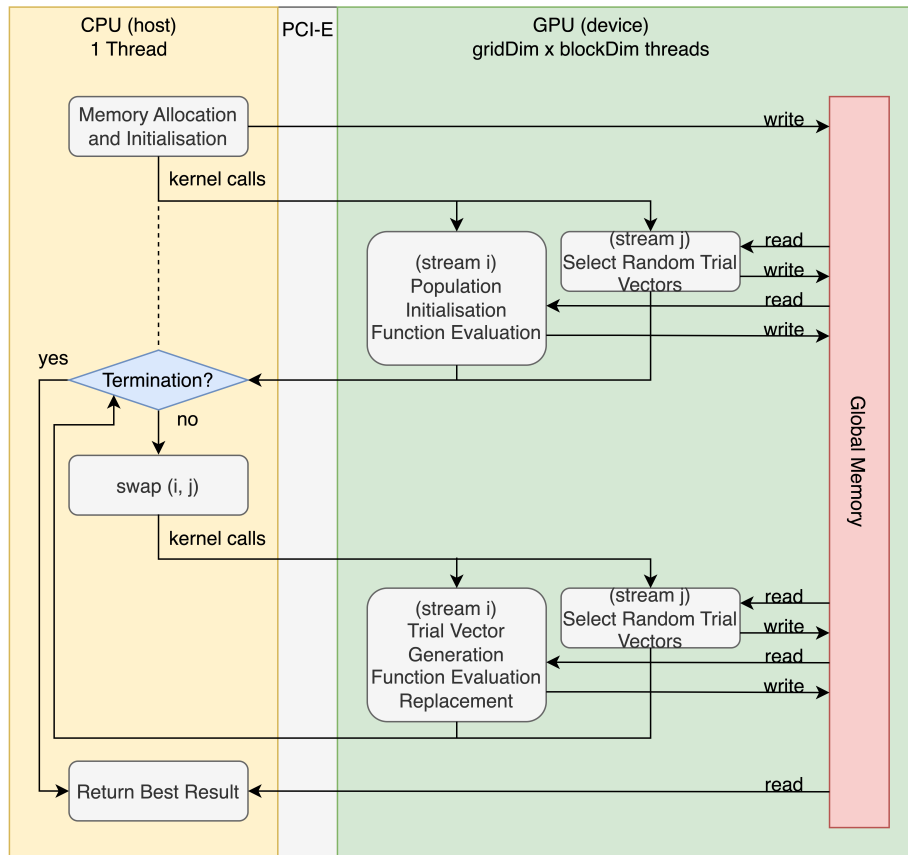 CPU (host)
1 Thread
PCI-E
GPU (device)
gridDim x blockDim threads
Memory Allocation
and Initialisation
write
kernel calls
(stream i)
Population
Initialisation
Function Evaluation
(stream j)
Select Random Trial
Vectors
read
write
read
write
yes
Termination?
no
Global Memory
swap (i, j)
kernel calls
(stream i)
Trial Vector
Generation
Function Evaluation
Replacement
(stream j)
Select Random Trial
Vectors
read
write
read
write
Return Best Result
read